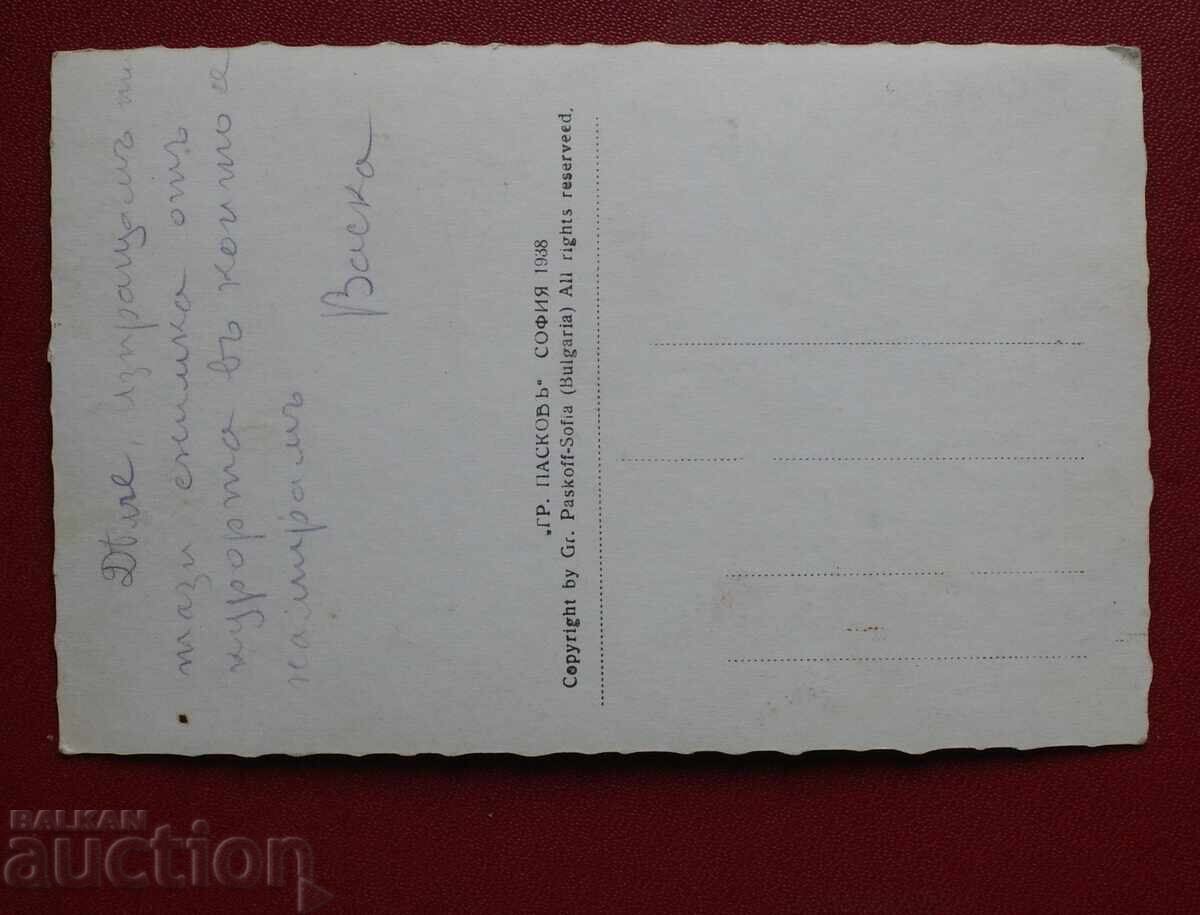 Дѣлче, Изпращамъ ти
тази снимка отъ
курорта въ който се
намирамъ
Васка
„ГР. ПАСКОВЪ“ СОФИЯ 1938
Copyright by Gr. Paskoff-Sofia (Bulgaria) All rights reserveed.
BALKAN
auction